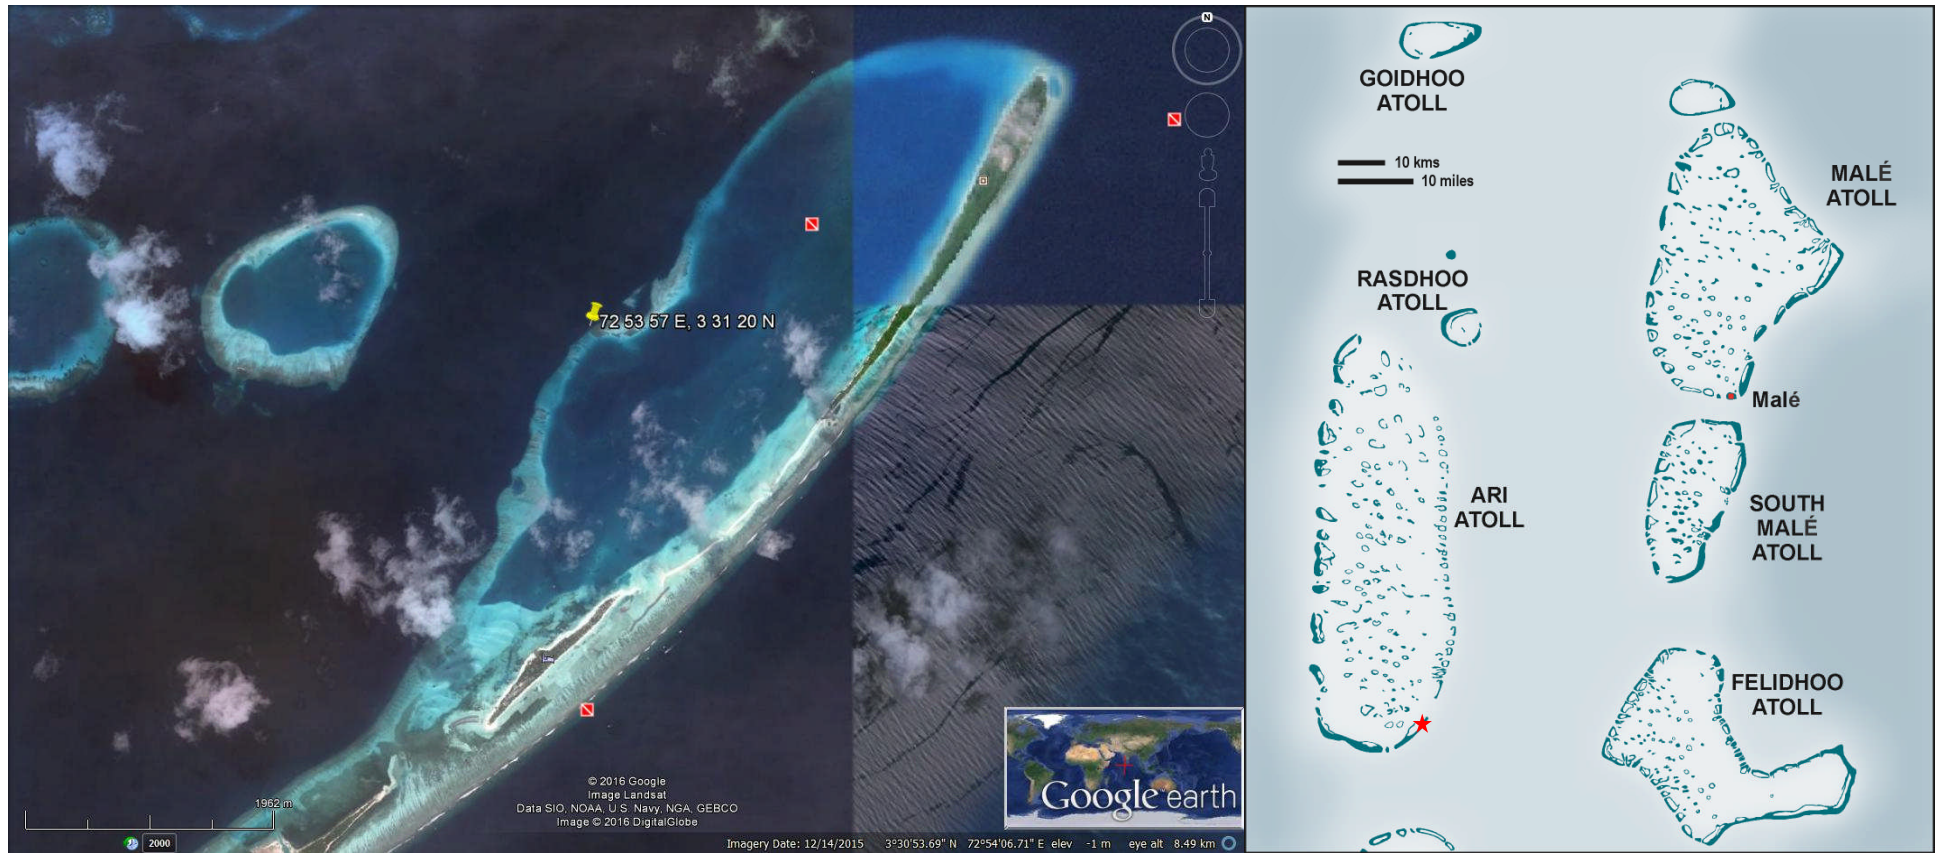 N
72 53 57 E, 3 31 20 N
1962 m
2000
© 2016 Google
Image Landsat
Data SIO, NOAA, U.S. Navy, NGA, GEBCO
Image © 2016 DigitalGlobe
Google earth
Imagery Date: 12/14/2015 3°30'53.69" N 72°54'06.71" E elev -1 m eye alt 8.49 km
GOIDHOO
ATOLL
10 kms
10 miles
MALÉ
ATOLL
RASDHOO
ATOLL
Malé
ARI
ATOLL
SOUTH
MALÉ
ATOLL
FELIDHOO
ATOLL